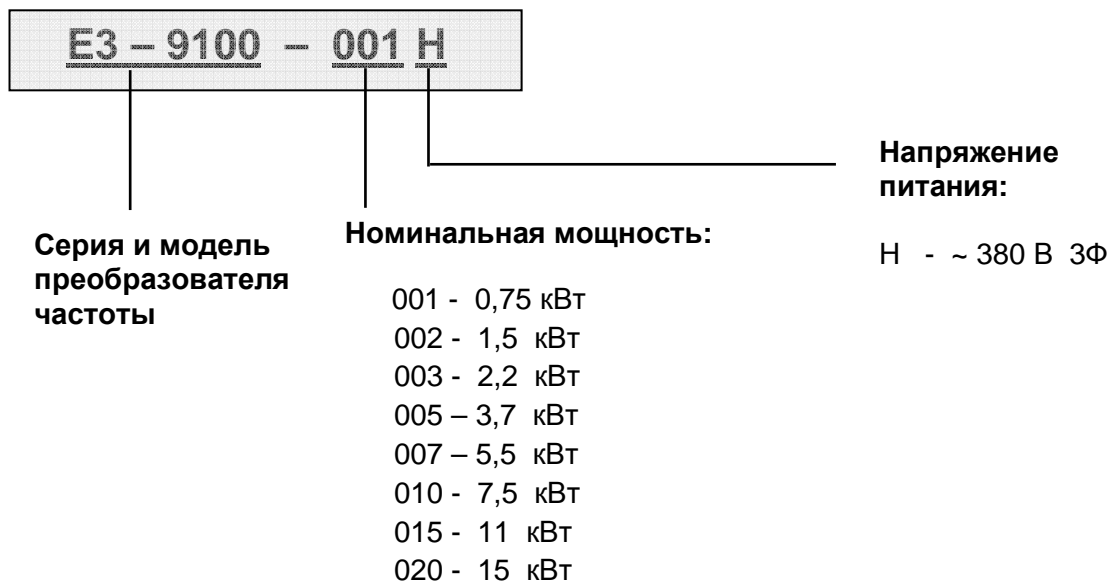 Е3 – 9100 – 001 Н
Напряжение
питания:
Н - ~ 380 В 3Ф
Серия и модель
преобразователя
частоты
Номинальная мощность:
001 - 0,75 кВт
002 - 1,5 кВт
003 - 2,2 кВт
005 – 3,7 кВт
007 – 5,5 кВт
010 - 7,5 кВт
015 - 11 кВт
020 - 15 кВт